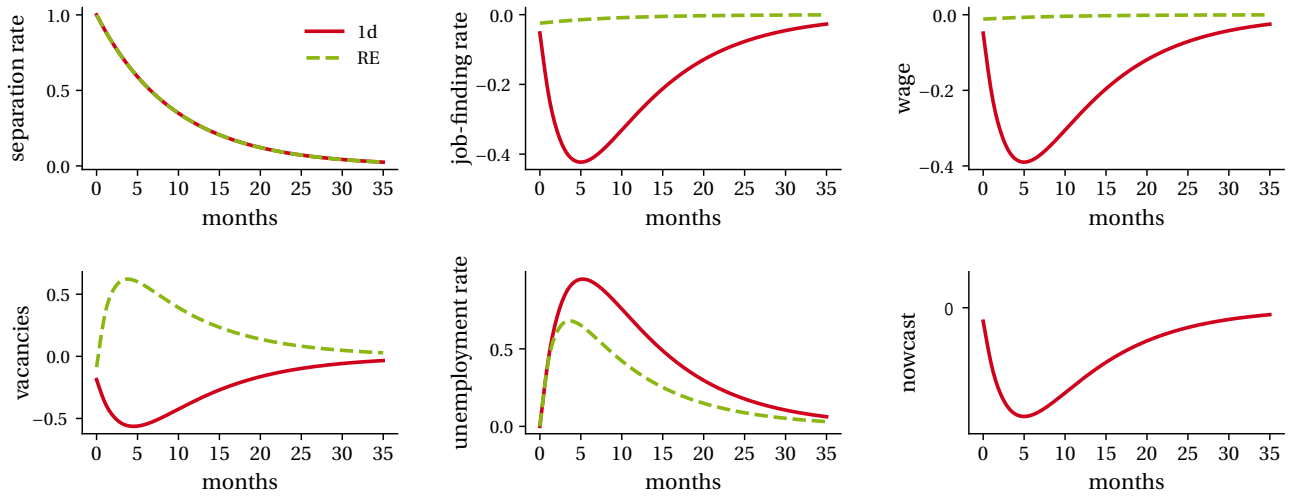 separation rate
1.0
0.5
0.0
1d
RE
0 5 10 15 20 25 30 35
months
job-finding rate
0.0
−0.2
−0.4
0 5 10 15 20 25 30 35
months
wage
0.0
−0.2
−0.4
0 5 10 15 20 25 30 35
months
vacancies
0.5
0.0
−0.5
0 5 10 15 20 25 30 35
months
unemployment rate
0.5
0.0
0 5 10 15 20 25 30 35
months
nowcast
0
0 5 10 15 20 25 30 35
months